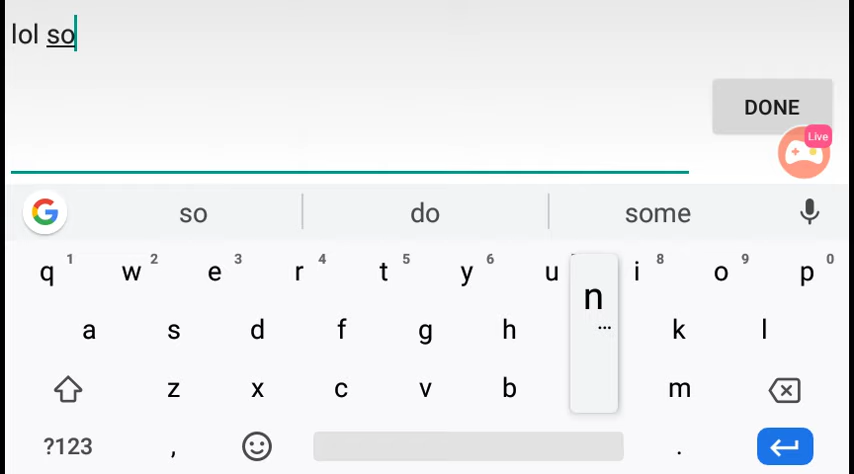 lol so
DONE
Live
so do some
q 1 w 2 e 3 r 4 t 5 y 6 u i 8 o 9 p 0
a s d f g h k l
n ...
z x c v b m
?123 , .